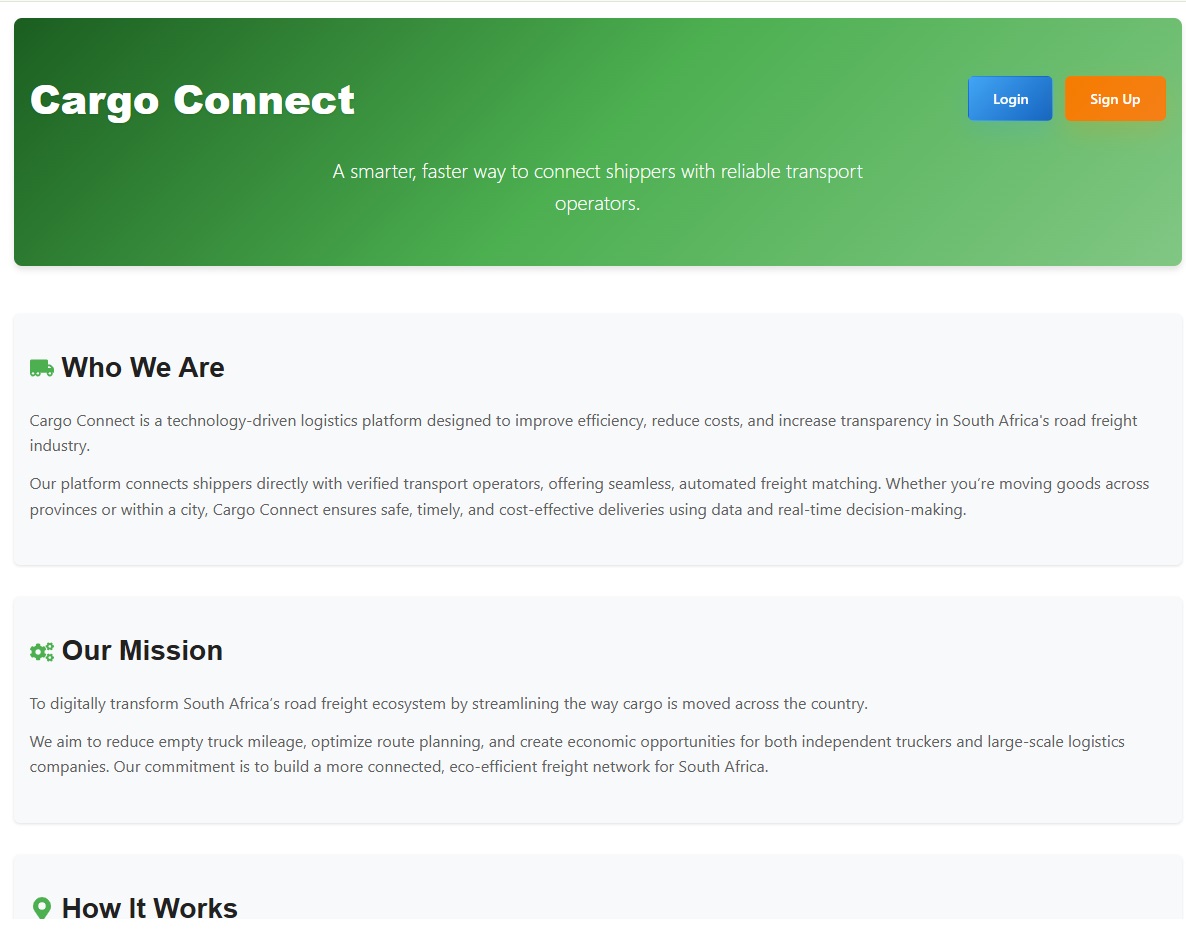 Cargo Connect
Login
Sign Up
A smarter, faster way to connect shippers with reliable transport
operators.
Who We Are
Cargo Connect is a technology-driven logistics platform designed to improve efficiency, reduce costs, and increase transparency in South Africa's road freight
industry.
Our platform connects shippers directly with verified transport operators, offering seamless, automated freight matching. Whether you’re moving goods across
provinces or within a city, Cargo Connect ensures safe, timely, and cost-effective deliveries using data and real-time decision-making.
Our Mission
To digitally transform South Africa’s road freight ecosystem by streamlining the way cargo is moved across the country.
We aim to reduce empty truck mileage, optimize route planning, and create economic opportunities for both independent truckers and large-scale logistics
companies. Our commitment is to build a more connected, eco-efficient freight network for South Africa.
How It Works